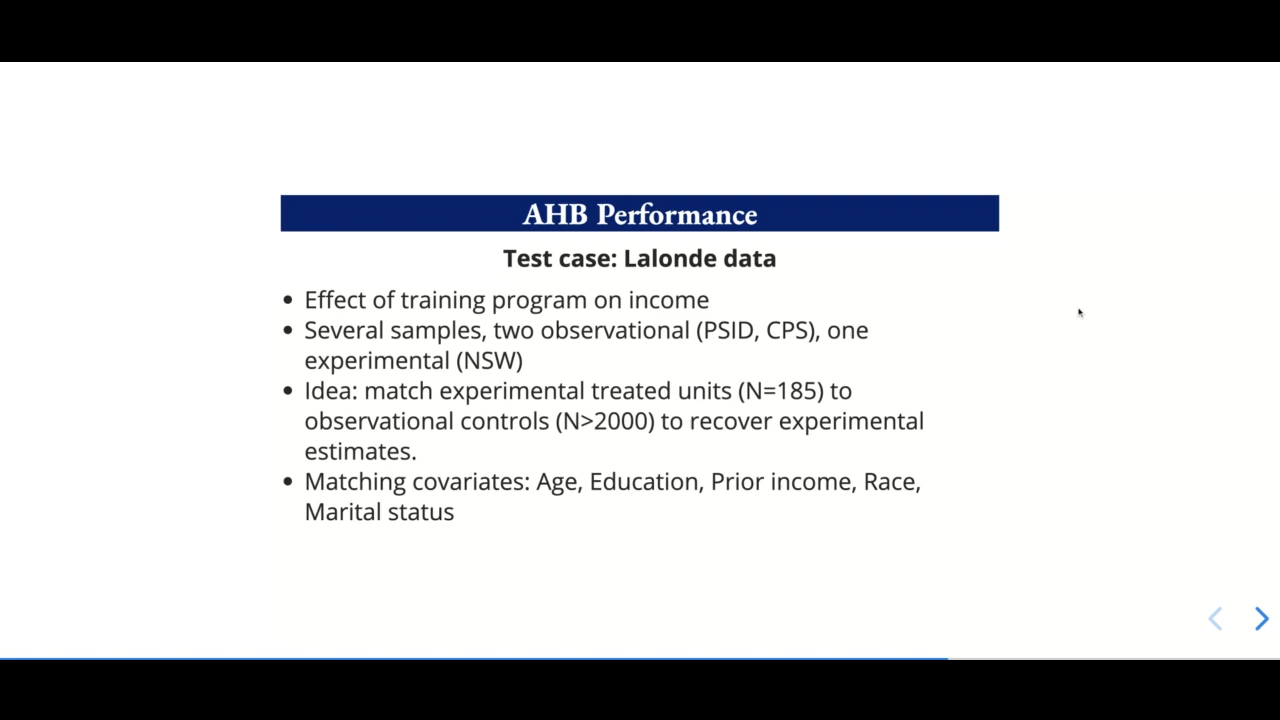 AHB Performance
Test case: Lalonde data
• Effect of training program on income
• Several samples, two observational (PSID, CPS), one
experimental (NSW)
• Idea: match experimental treated units (N=185) to
observational controls (N>2000) to recover experimental
estimates.
• Matching covariates: Age, Education, Prior income, Race,
Marital status